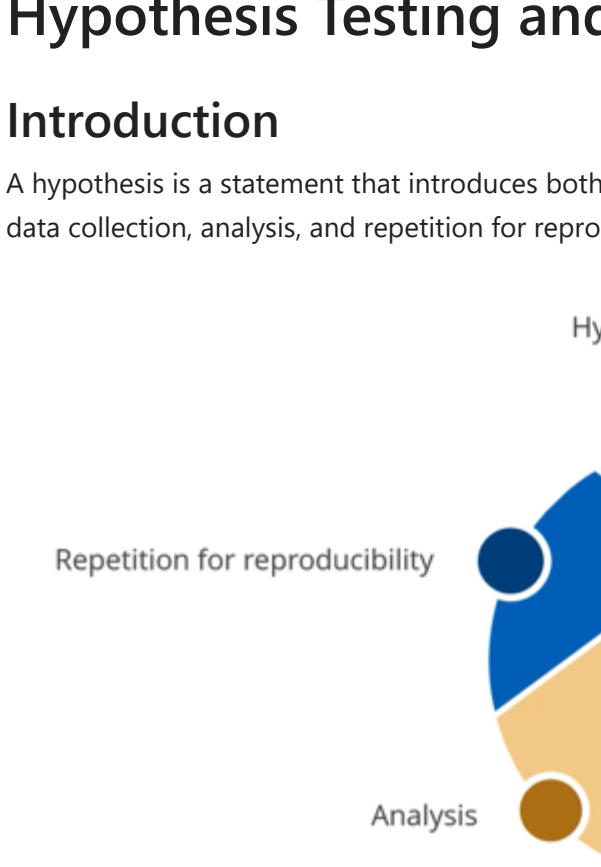 Hypothesis Testing and
Introduction
A hypothesis is a statement that introduces both
data collection, analysis, and repetition for repro
Hy
Repetition for reproducibility
Analysis